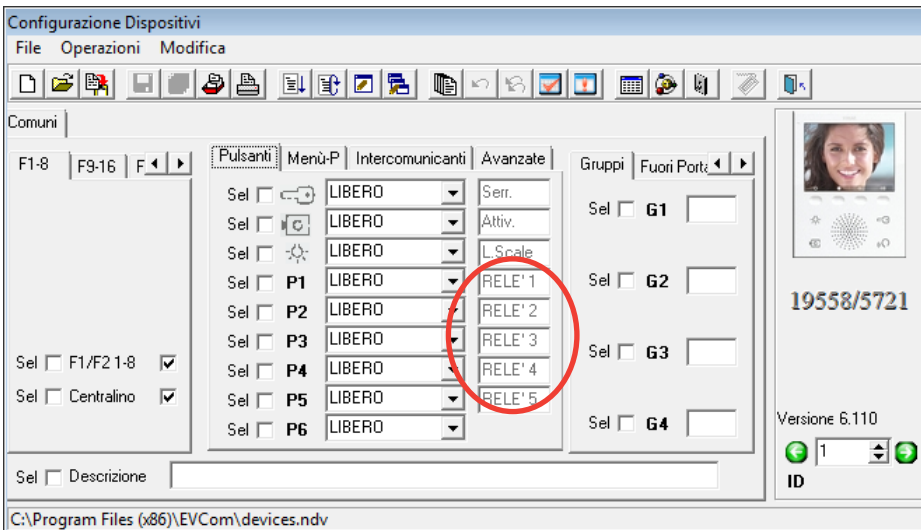 Configurazione Dispositivi
File Operazioni Modifica
Comuni
F1-8 F9-16 F
Pulsanti Menù-P Intercomunicanti Avanzate
Gruppi Fuori Porta
Sel LIBERO Serr.
Sel LIBERO Attiv.
Sel LIBERO L.Scale
Sel P1 LIBERO RELE' 1
Sel P2 LIBERO RELE' 2
Sel P3 LIBERO RELE' 3
Sel P4 LIBERO RELE' 4
Sel P5 LIBERO RELE' 5
Sel P6 LIBERO
Sel F1/F2 1-8
Sel Centralino
Sel G1
Sel G2
Sel G3
Sel G4
19558/5721
Versione 6.110
1
ID
Sel Descrizione
C:\Program Files (x86)\EVCom\devices.ndv